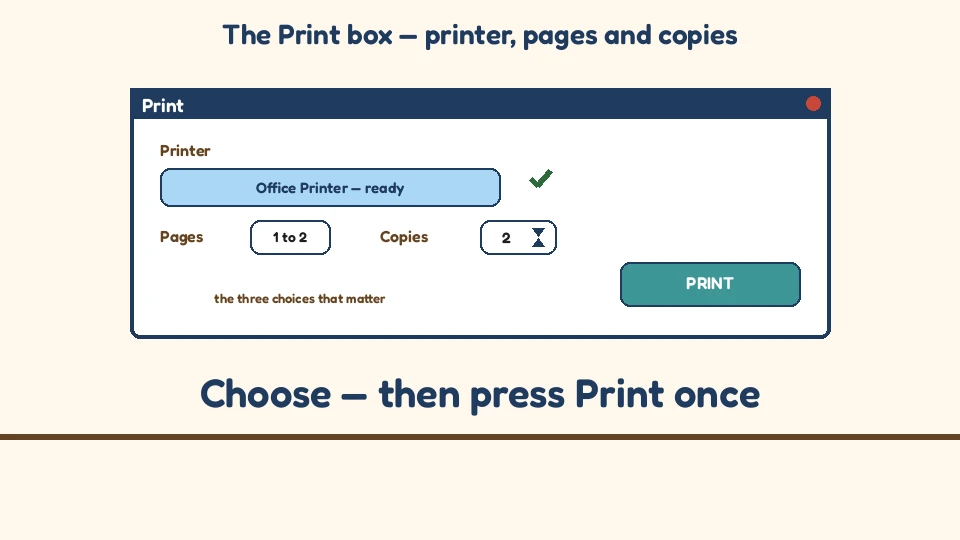 The Print box — printer, pages and copies
Print
Printer
Office Printer — ready
Pages
1 to 2
Copies
2
PRINT
the three choices that matter
Choose — then press Print once